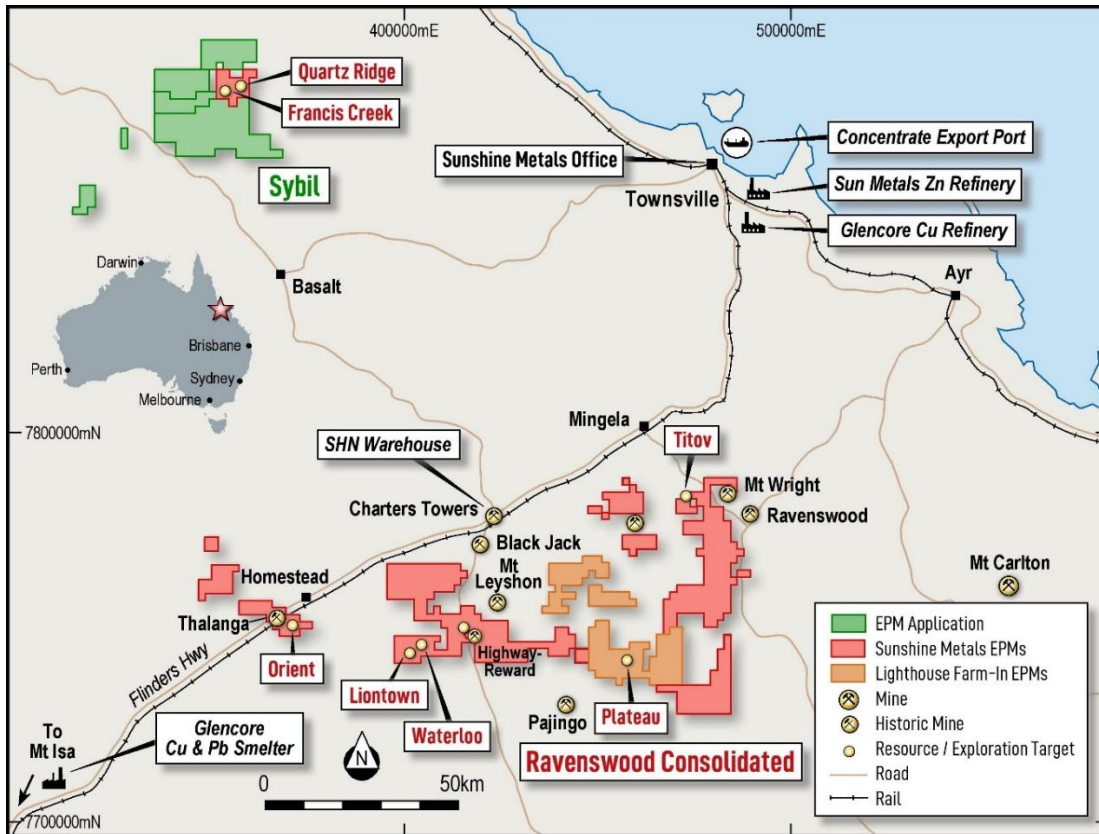 400000mE
500000mE
Quartz Ridge
Francis Creek
Sybil
Sunshine Metals Office
Townsville
Concentrate Export Port
Sun Metals Zn Refinery
Glencore Cu Refinery
Ayr
Basalt
Darwin
Brisbane
Perth
Sydney
Melbourne
7800000mN
Mingela
SHN Warehouse
Titov
Charters Towers
Mt Wright
Ravenswood
Black Jack
Mt
Leyshon
Mt Carlton
Homestead
Thalanga
Orient
Highway-
Reward
Flinders Hwy
Liontown
Waterloo
Pajingo
Plateau
Ravenswood Consolidated
To
Mt Isa
Glencore
Cu & Pb Smelter
N
0
50km
7700000mN
EPM Application
Sunshine Metals EPMs
Lighthouse Farm-In EPMs
Mine
Historic Mine
Resource / Exploration Target
Road
Rail